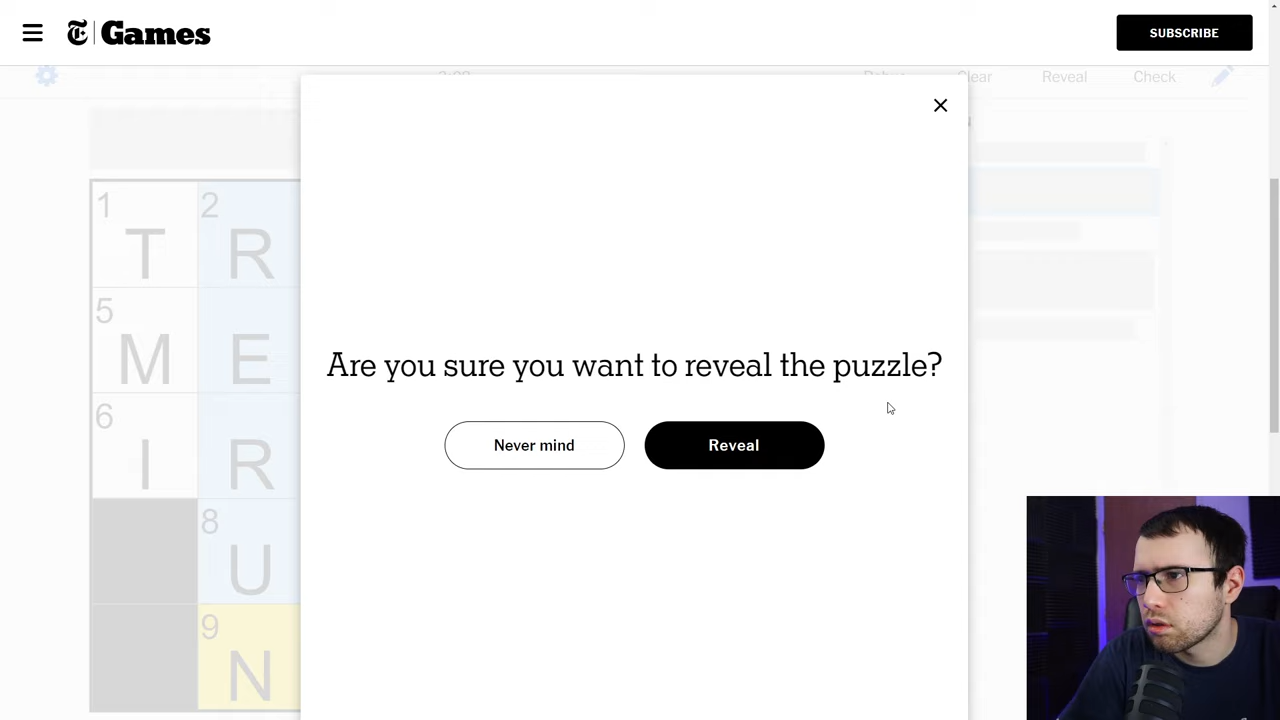 Games
SUBSCRIBE
Clear
Reveal
Check
1
T
2
R
5
M
E
6
I
R
8
U
9
N
Are you sure you want to reveal the puzzle?
Never mind
Reveal